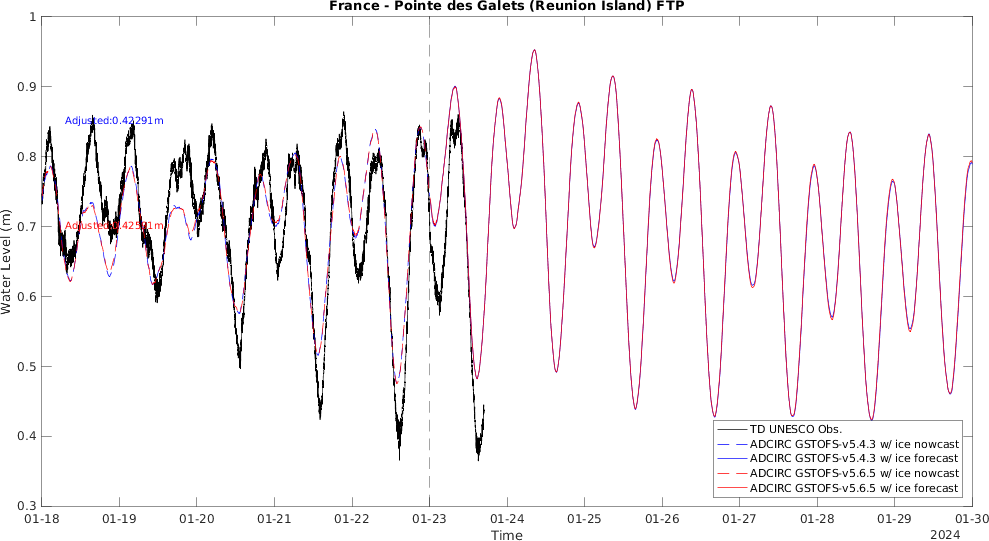 France - Pointe des Galets (Reunion Island) FTP
1
0.9
0.8
0.7
0.6
0.5
0.4
0.3
Water Level (m)
Adjusted:0.42291m
01-18
01-19
01-20
01-21
01-22
01-23
01-24
01-25
01-26
01-27
01-28
01-29
01-30
Time
2024
TD UNESCO Obs.
ADCIRC GSTOFS-v5.4.3 w/ ice nowcast
ADCIRC GSTOFS-v5.4.3 w/ ice forecast
ADCIRC GSTOFS-v5.6.5 w/ ice nowcast
ADCIRC GSTOFS-v5.6.5 w/ ice forecast